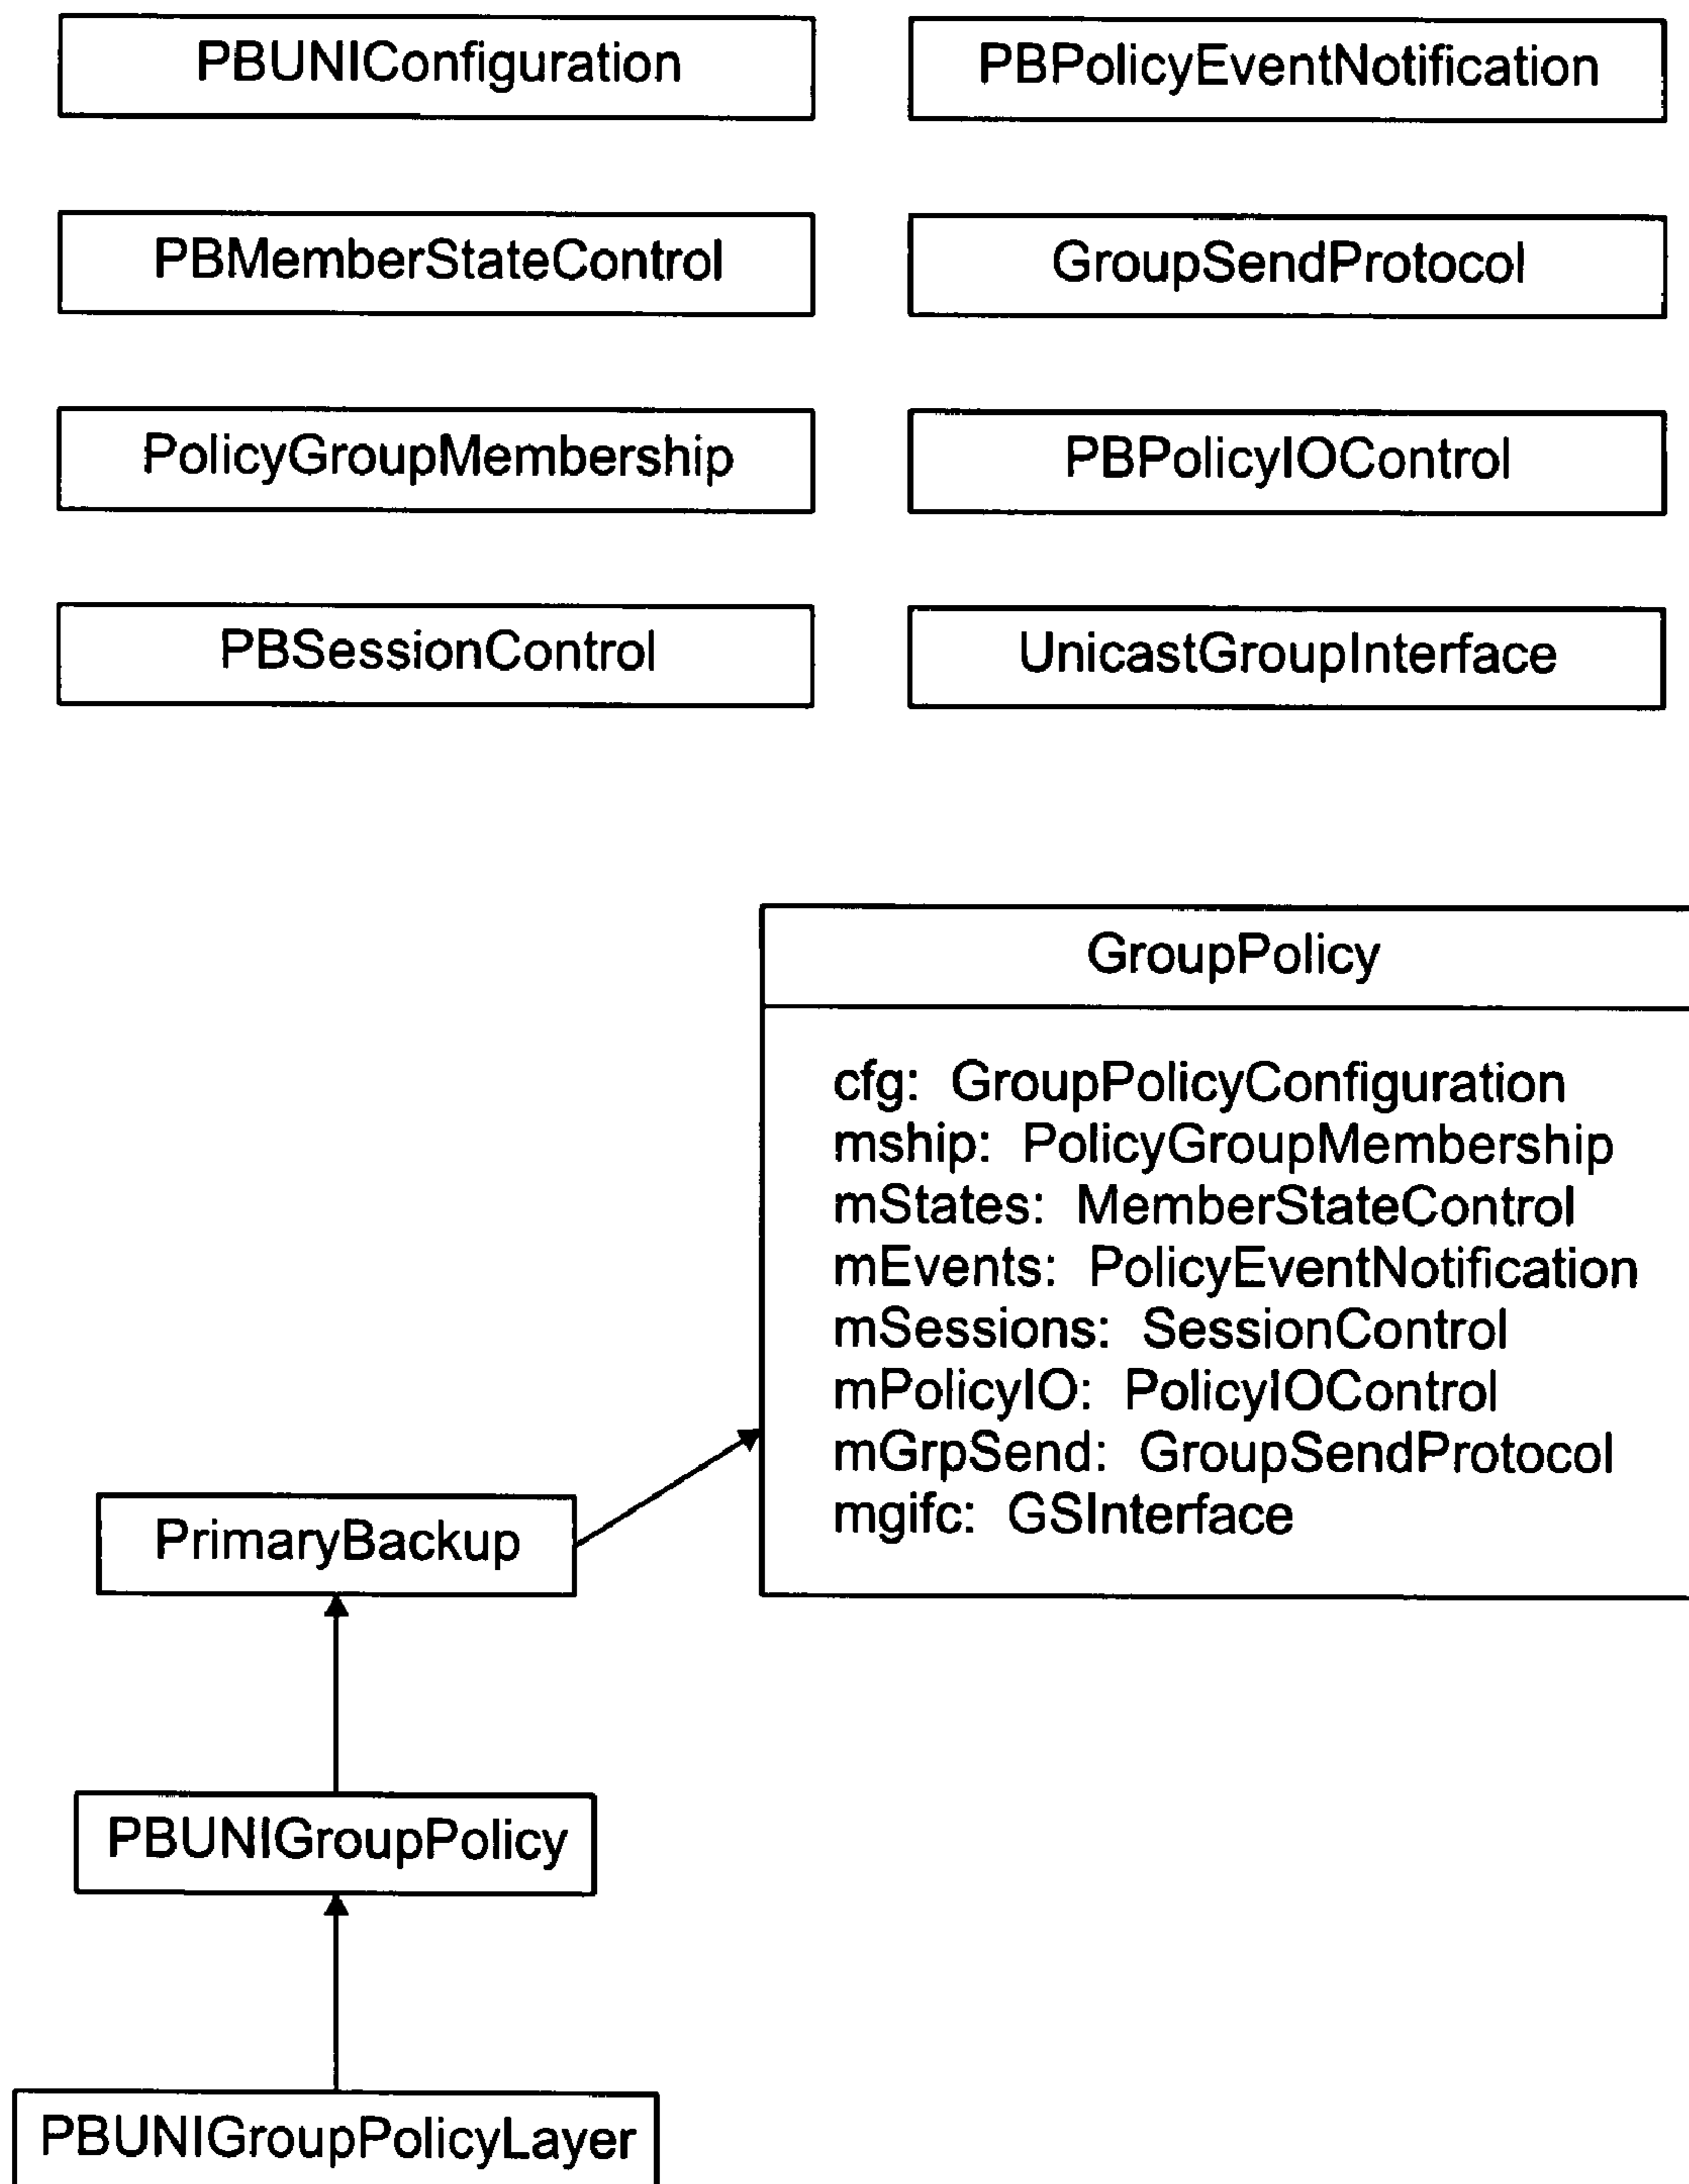 PBUNIConfiguration
PBPolicyEventNotification
PBMemberStateControl
GroupSendProtocol
PolicyGroupMembership
PBPolicyIOControl
PBSessionControl
UnicastGroupInterface
GroupPolicy
cfg: GroupPolicyConfiguration
mship: PolicyGroupMembership
mStates: MemberStateControl
mEvents: PolicyEventNotification
mSessions: SessionControl
mPolicyIO: PolicyIOControl
mGrpSend: GroupSendProtocol
mgifc: GSInterface
PrimaryBackup
PBUNIGroupPolicy
PBUNIGroupPolicyLayer